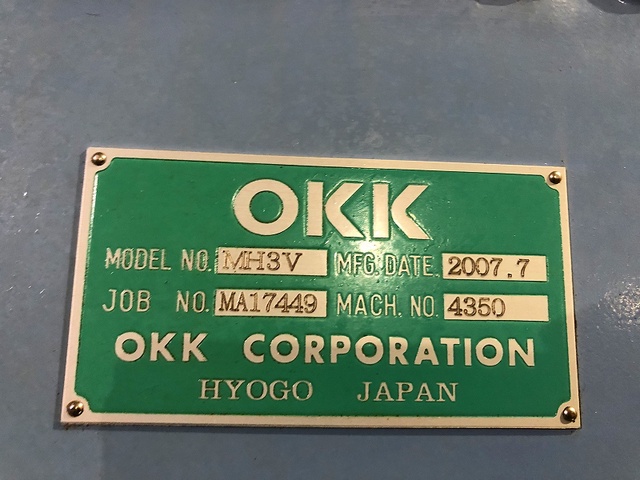 OKK
MODEL NO. MH3V MFG. DATE. 2007.7
JOB NO. MA17449 MACH. NO. 4350
OKK CORPORATION
HYOGO JAPAN